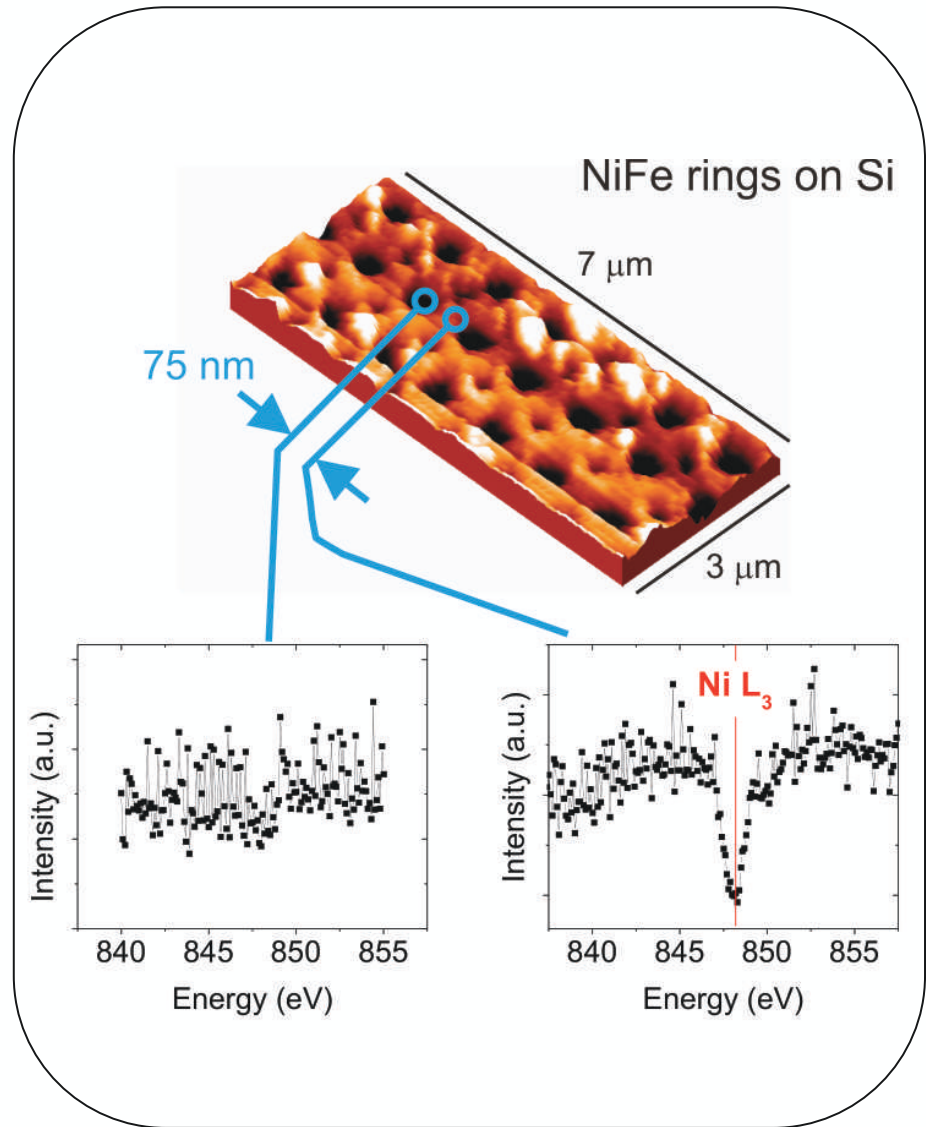 NiFe rings on Si
7 μm
75 nm
3 μm
Ni L3
Intensity (a.u.)
840 845 850 855
Energy (eV)
Intensity (a.u.)
840 845 850 855
Energy (eV)